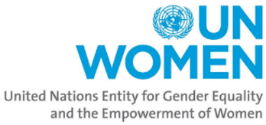 UN
WOMEN
United Nations Entity for Gender Equality
and the Empowerment of Women